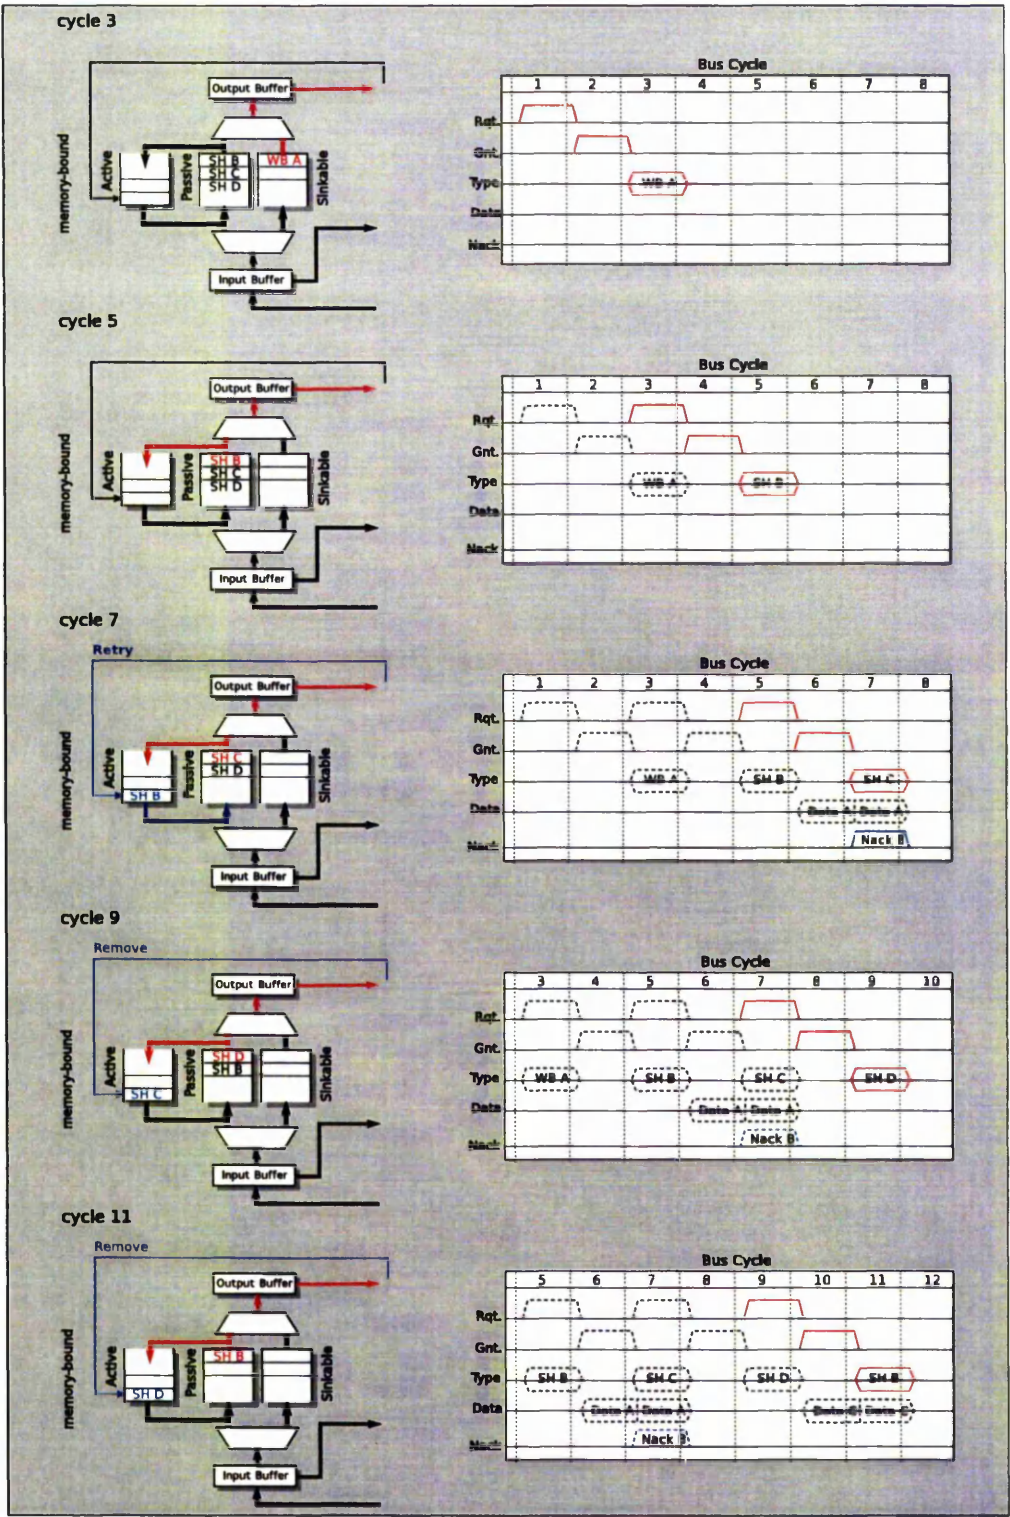 cycle 3
Output Buffer
memory-bound
Active
Passive
SH B
SH C
SH D
WB A
Sinkable
Input Buffer
Bus Cycle
1 2 3 4 5 6 7 8
Rqt.
Gnt.
Type WB A
Data
Nack
cycle 5
Output Buffer
memory-bound
Active
Passive
SH B
SH C
SH D
Sinkable
Input Buffer
Bus Cycle
1 2 3 4 5 6 7 8
Rqt.
Gnt.
Type WB A SH B
Data
Nack
cycle 7
Retry
Output Buffer
memory-bound
Active
SH B
Passive
SH C
SH D
Sinkable
Input Buffer
Bus Cycle
1 2 3 4 5 6 7 8
Rqt.
Gnt.
Type WB A SH B SH C
Data Data A Data A
Nack Nack B
cycle 9
Remove
Output Buffer
memory-bound
Active
SH C
Passive
SH D
SH B
Sinkable
Input Buffer
Bus Cycle
3 4 5 6 7 8 9 10
Rqt.
Gnt.
Type WB A SH B SH C SH D
Data Data A Data A
Nack Nack B
cycle 11
Remove
Output Buffer
memory-bound
Active
SH D
Passive
SH B
Sinkable
Input Buffer
Bus Cycle
5 6 7 8 9 10 11 12
Rqt.
Gnt.
Type SH B SH C SH D SH B
Data Data A Data A Data C Data C
Nack Nack B